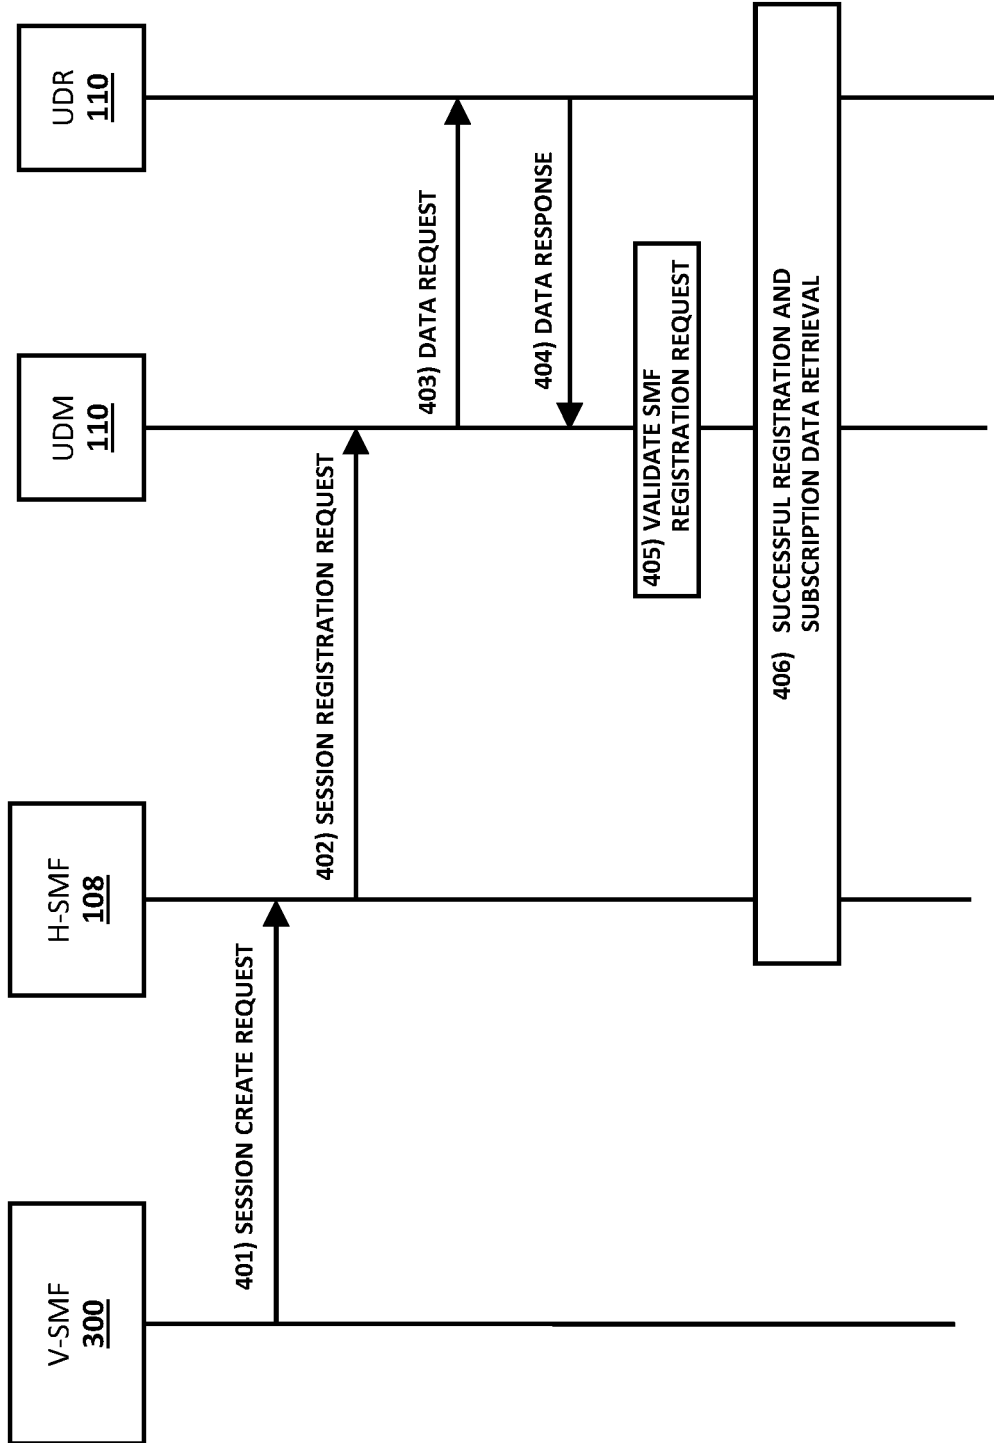 V-SMF
300
H-SMF
108
UDM
110
UDR
110
401) SESSION CREATE REQUEST
402) SESSION REGISTRATION REQUEST
403) DATA REQUEST
404) DATA RESPONSE
405) VALIDATE SMF
REGISTRATION REQUEST
406) SUCCESSFUL REGISTRATION AND
SUBSCRIPTION DATA RETRIEVAL